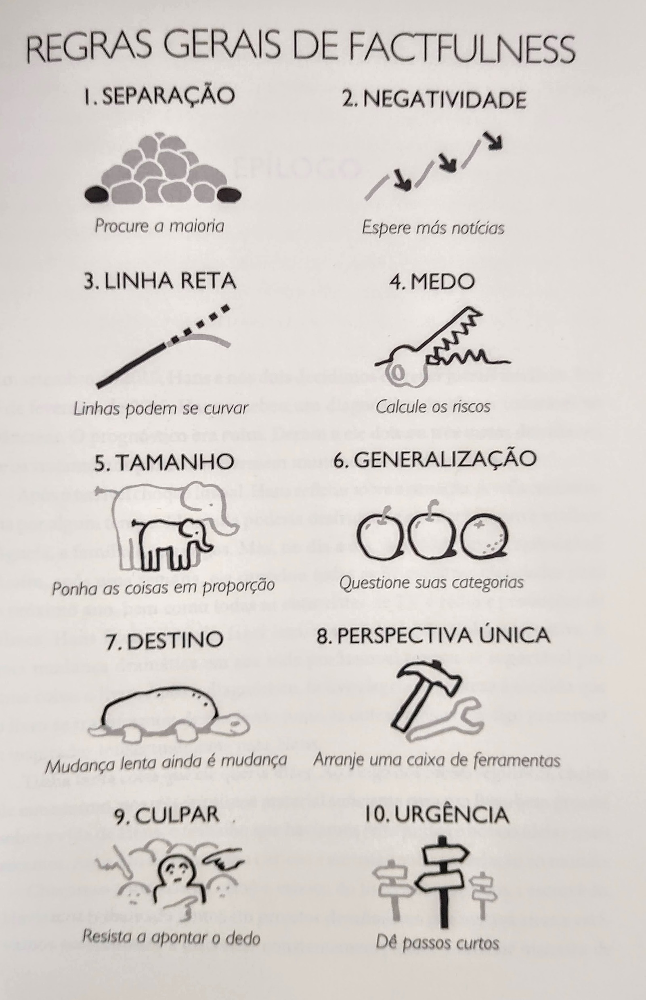 REGRAS GERAIS DE FACTFULNESS
1. SEPARAÇÃO
Procure a maioria
2. NEGATIVIDADE
Espere más notícias
3. LINHA RETA
Linhas podem se curvar
4. MEDO
Calcule os riscos
5. TAMANHO
Ponha as coisas em proporção
6. GENERALIZAÇÃO
Questione suas categorias
7. DESTINO
Mudança lenta ainda é mudança
8. PERSPECTIVA ÚNICA
Arranje uma caixa de ferramentas
9. CULPAR
Resista a apontar o dedo
10. URGÊNCIA
Dê passos curtos
EPÍLOGO